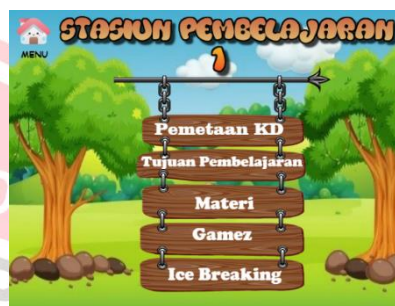 STASIUN PEMBELAJARAN
1
MENU
Pemetaan KD
Tujuan Pembelajaran
Materi
Gamez
Ice Breaking